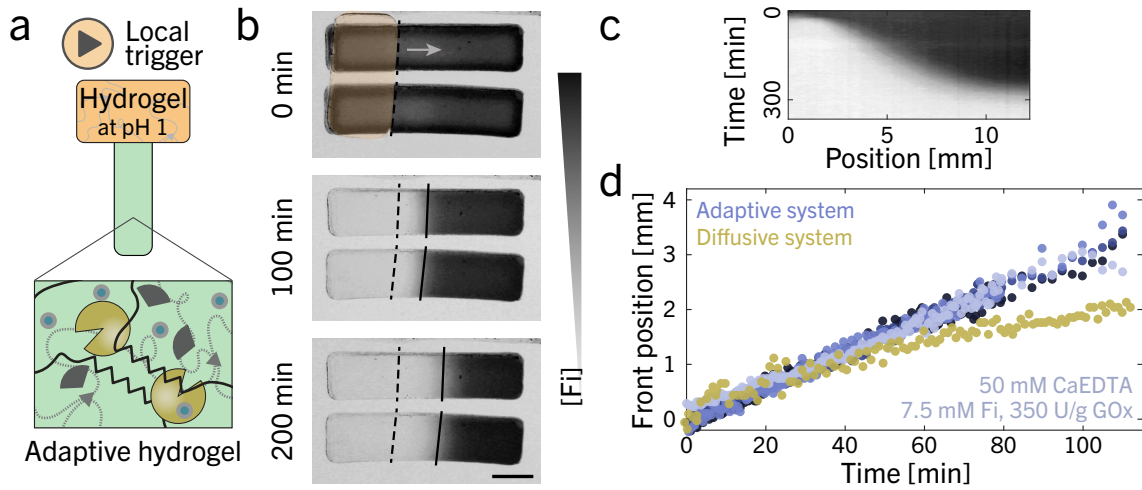 a
Local
trigger
Hydrogel
at pH 1
Adaptive hydrogel
b
0 min
100 min
200 min
[Fi]
c
Time [min]
0
300
0
5
10
Position [mm]
d
Front position [mm]
4
3
2
1
0
Adaptive system
Diffusive system
50 mM CaEDTA
7.5 mM Fi, 350 U/g GOx
0
20
40
60
80
100
Time [min]